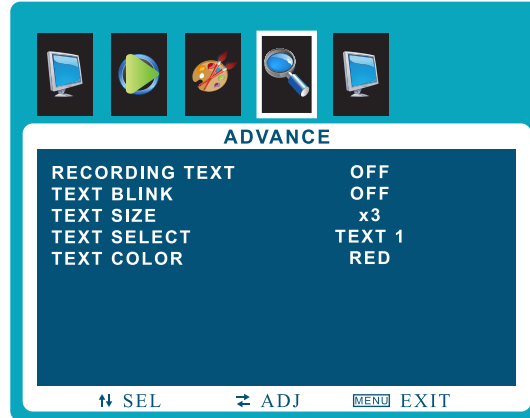 ADVANCE
RECORDING TEXT OFF
TEXT BLINK OFF
TEXT SIZE x3
TEXT SELECT TEXT 1
TEXT COLOR RED
SEL ADJ MENU EXIT